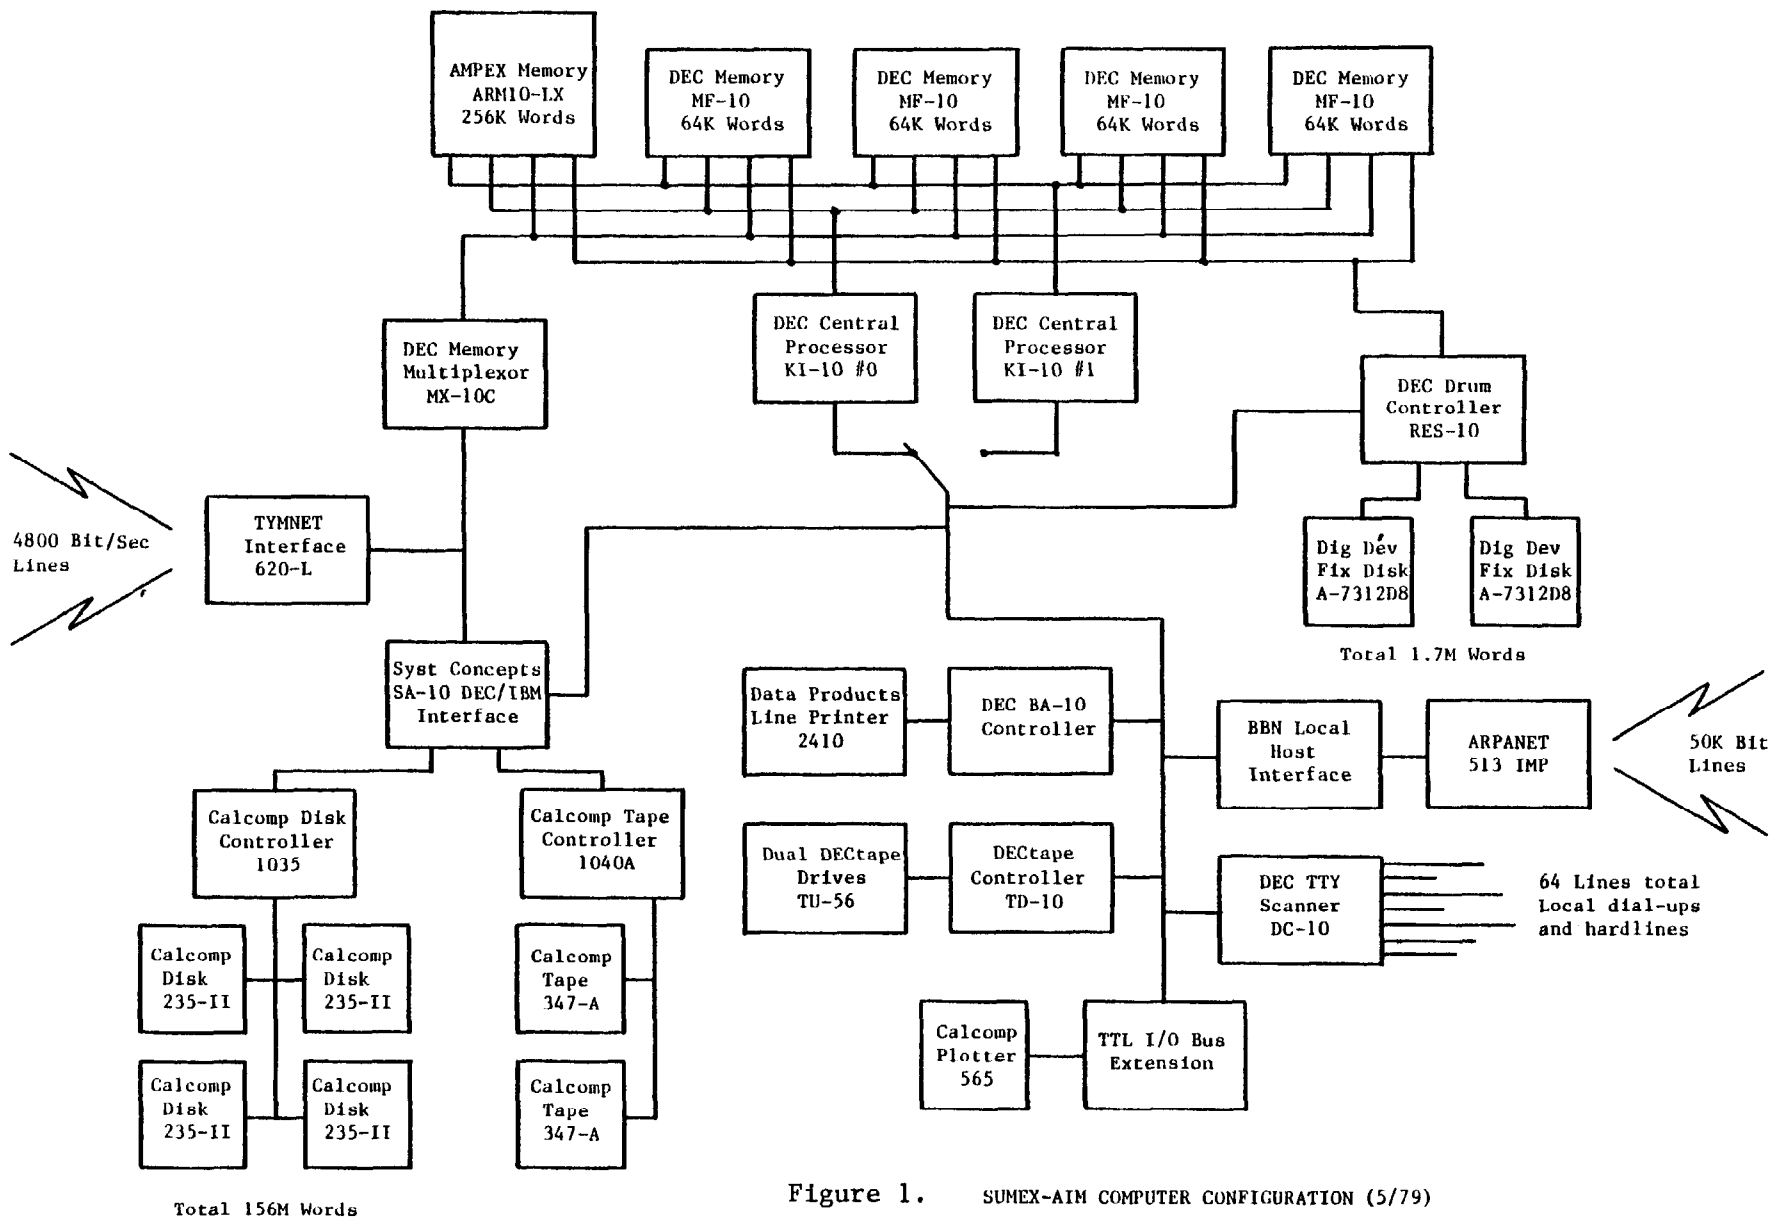 AMPEX Memory
ARM10-LX
256K Words
DEC Memory
MF-10
64K Words
DEC Memory
MF-10
64K Words
DEC Memory
MF-10
64K Words
DEC Memory
MF-10
64K Words
DEC Memory
Multiplexor
MX-10C
DEC Central
Processor
KI-10 #0
DEC Central
Processor
KI-10 #1
DEC Drum
Controller
RES-10
4800 Bit/Sec
Lines
TYMNET
Interface
620-L
Dig Dev
Fix Disk
A-7312D8
Dig Dev
Fix Disk
A-7312D8
Total 1.7M Words
Syst Concepts
SA-10 DEC/IBM
Interface
Data Products
Line Printer
2410
DEC BA-10
Controller
BBN Local
Host
Interface
ARPANET
513 IMP
50K Bit
Lines
Calcomp Disk
Controller
1035
Calcomp Tape
Controller
1040A
Dual DECtape
Drives
TU-56
DECtape
Controller
TD-10
DEC TTY
Scanner
DC-10
64 Lines total
Local dial-ups
and hardlines
Calcomp
Disk
235-II
Calcomp
Disk
235-II
Calcomp
Tape
347-A
Calcomp
Plotter
565
TTL I/O Bus
Extension
Calcomp
Disk
235-II
Calcomp
Disk
235-II
Calcomp
Tape
347-A
Total 156M Words
Figure 1. SUMEX-AIM COMPUTER CONFIGURATION (5/79)